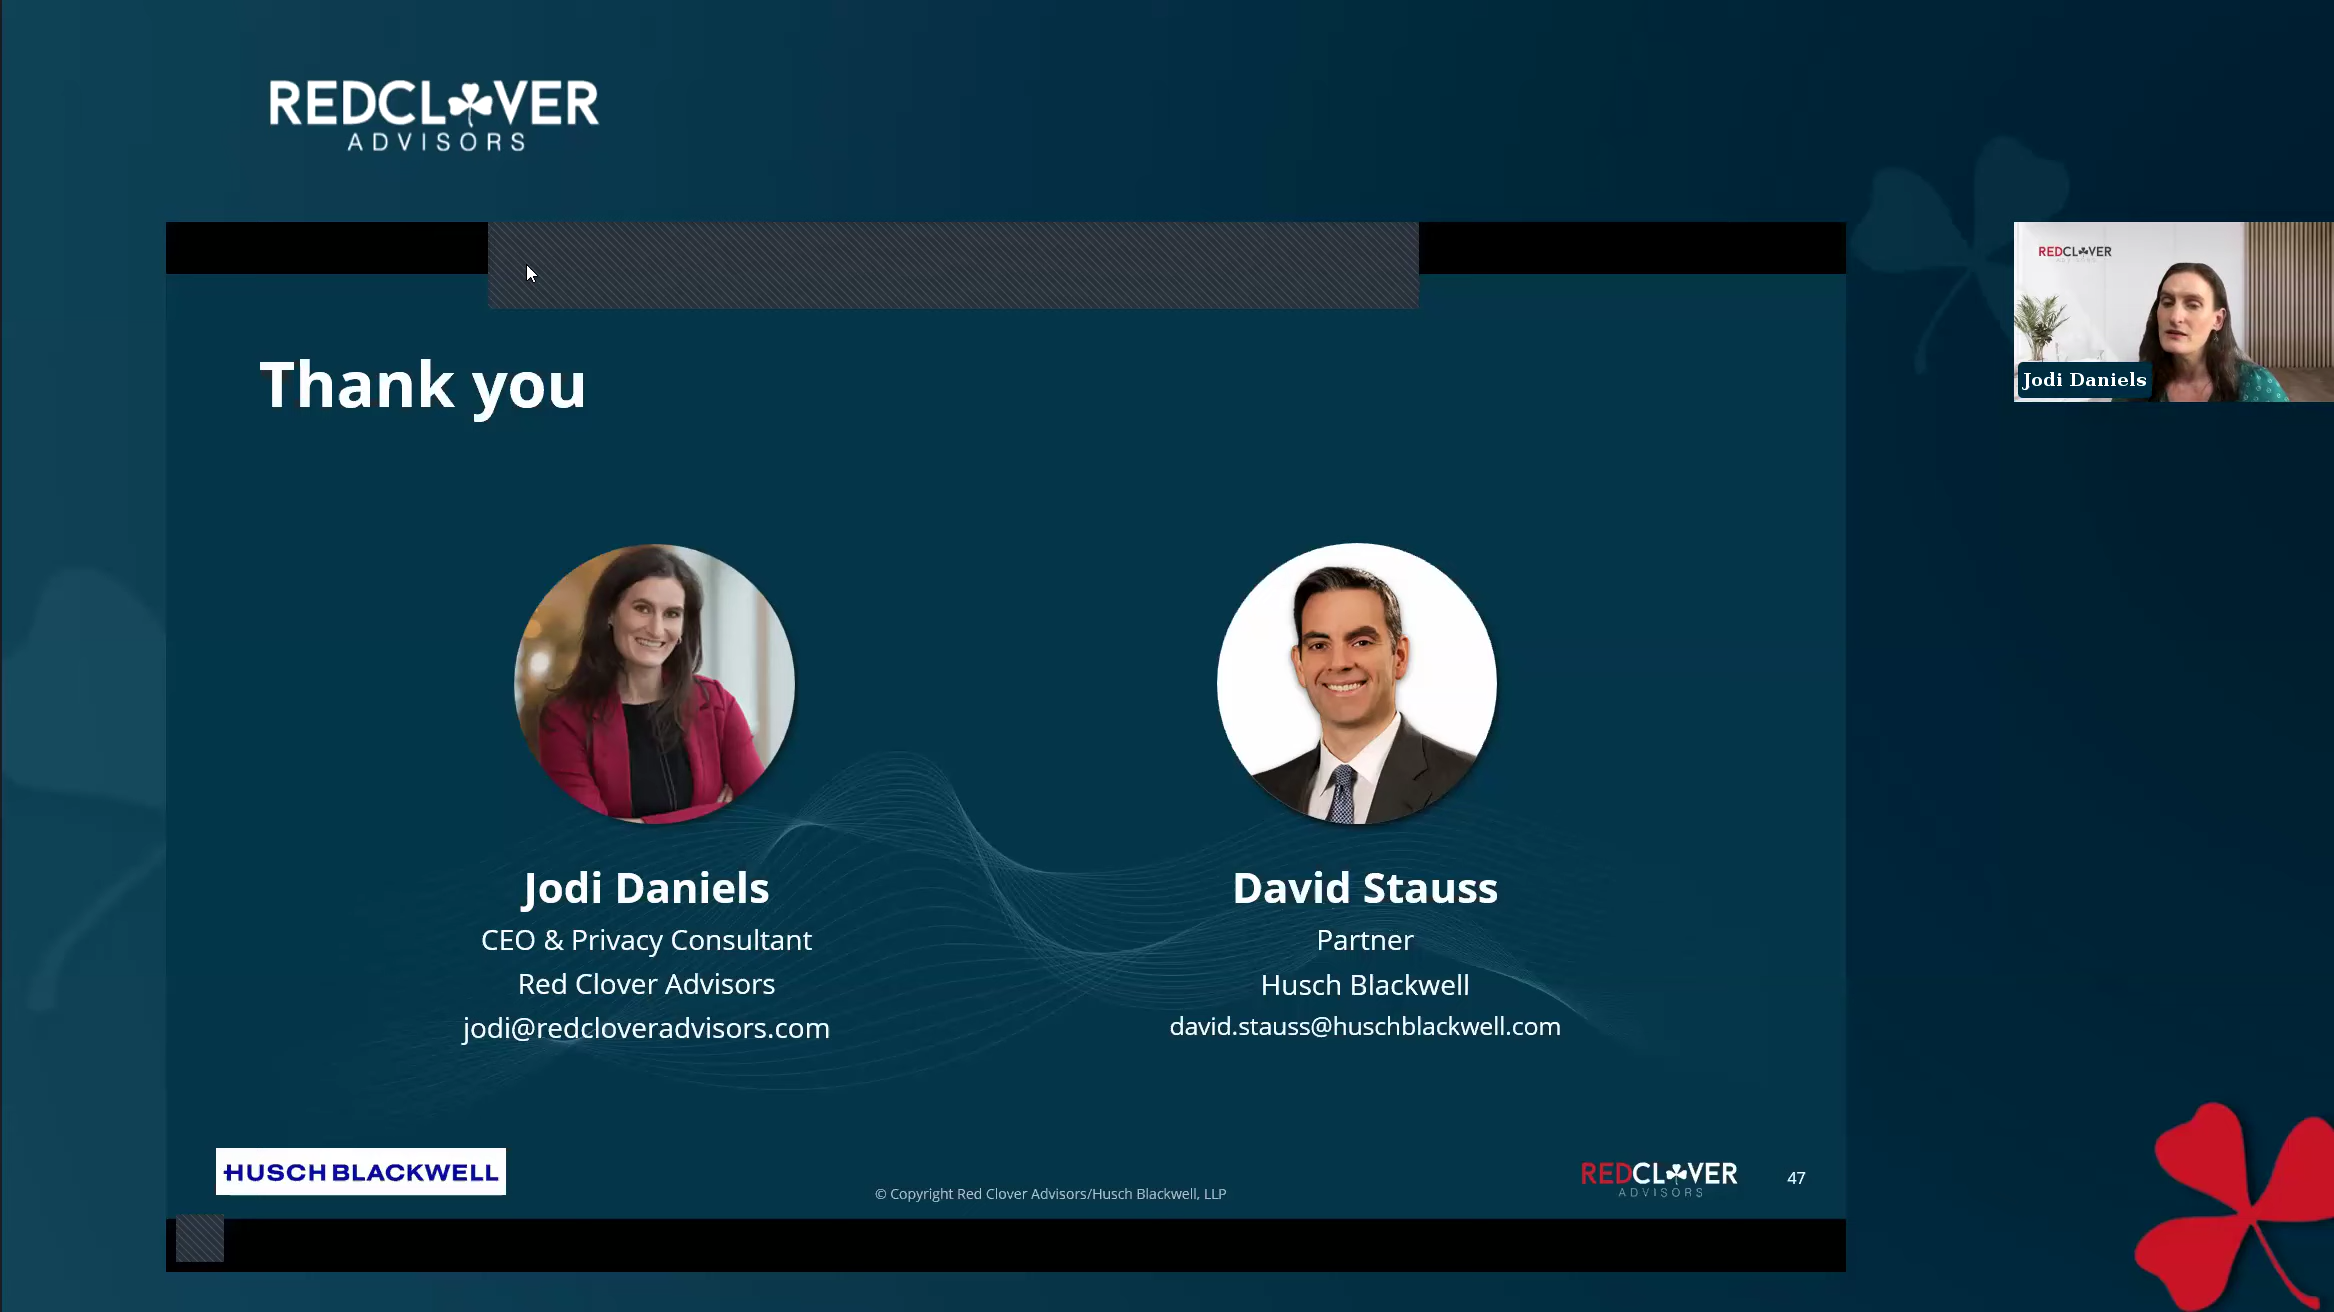 REDCLOVER
ADVISORS
REDCLOVER
Jodi Daniels
Thank you
Jodi Daniels
CEO & Privacy Consultant
Red Clover Advisors
jodi@redcloveradvisors.com
David Stauss
Partner
Husch Blackwell
david.stauss@huschblackwell.com
HUSCH BLACKWELL
© Copyright Red Clover Advisors/Husch Blackwell, LLP
REDCLOVER
ADVISORS
47